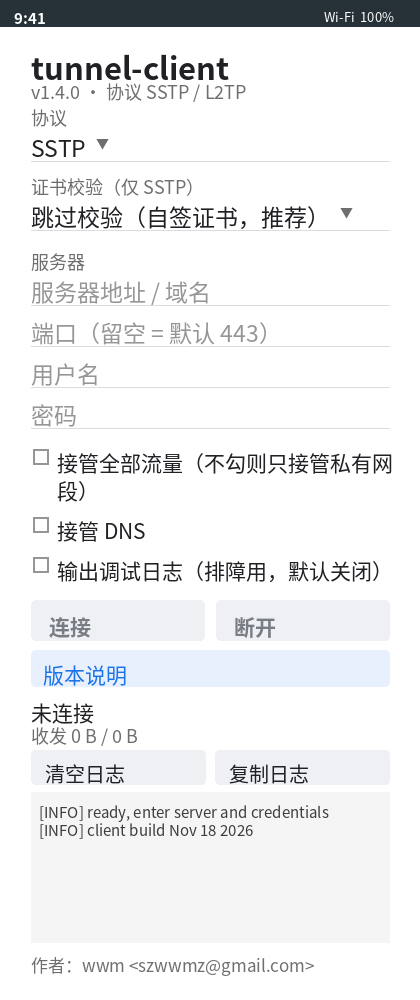 9:41
Wi-Fi 100%
tunnel-client
v1.4.0 • 协议 SSTP / L2TP
协议
SSTP
证书校验（仅 SSTP）
跳过校验（自签证书，推荐）
服务器
服务器地址 / 域名
端口（留空 = 默认 443）
用户名
密码
接管全部流量（不勾则只接管私有网
段）
接管 DNS
输出调试日志（排障用，默认关闭）
连接
断开
版本说明
未连接
收发 0 B / 0 B
清空日志
复制日志
[INFO] ready, enter server and credentials
[INFO] client build Nov 18 2026
作者：wwm <szwwmz@gmail.com>